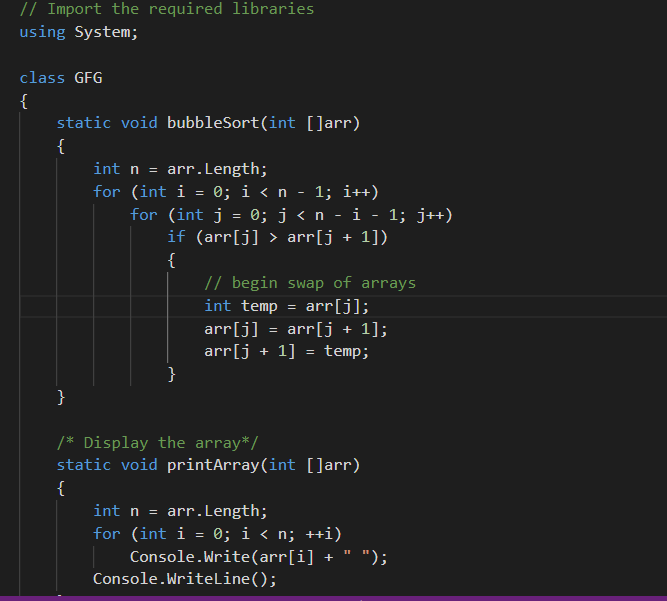 // Import the required libraries
using System;
class GFG
{
static void bubbleSort(int []arr)
{
int n = arr.Length;
for (int i = 0; i < n - 1; i++)
for (int j = 0; j < n - i - 1; j++)
if (arr[j] > arr[j + 1])
{
// begin swap of arrays
int temp = arr[j];
arr[j] = arr[j + 1];
arr[j + 1] = temp;
}
}
/* Display the array*/
static void printArray(int []arr)
{
int n = arr.Length;
for (int i = 0; i < n; ++i)
Console.Write(arr[i] + " ");
Console.WriteLine();